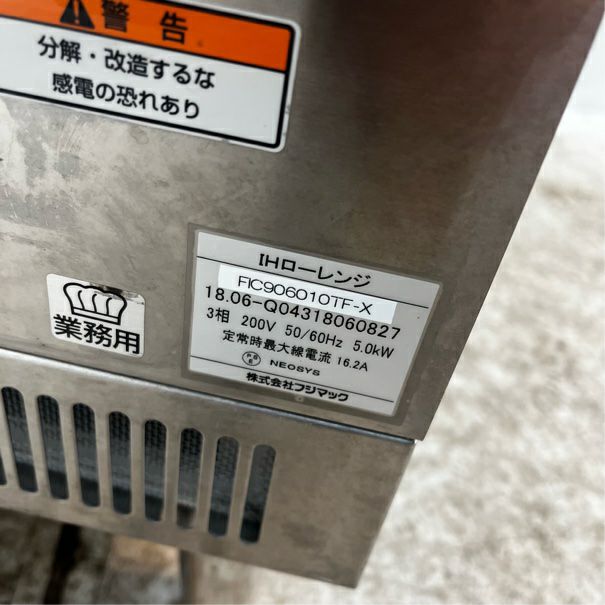 警告
分解・改造するな
感電の恐れあり
IHローレンジ
FIC906010TF-X
18.06-Q04318060827
3相 200V 50/60Hz 5.0kW
定常時最大線電流 16.2A
PSE NEOSYS
株式会社フジマック
業務用